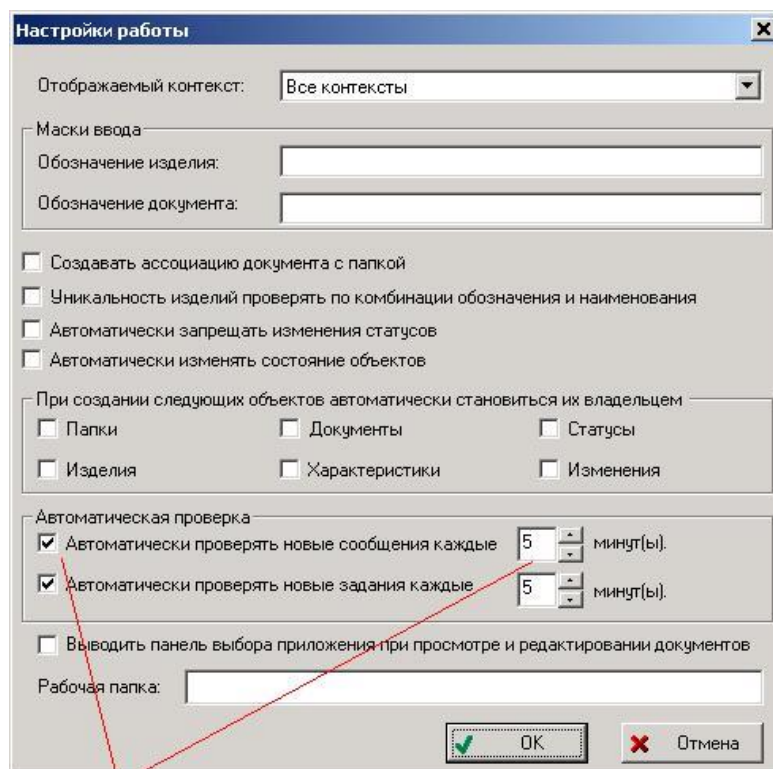 Настройки работы
Отображаемый контекст: Все контексты
Маски ввода
Обозначение изделия:
Обозначение документа:
Создавать ассоциацию документа с папкой
Уникальность изделий проверять по комбинации обозначения и наименования
Автоматически запрещать изменения статусов
Автоматически изменять состояние объектов
При создании следующих объектов автоматически становиться их владельцем
Папки Документы Статусы
Изделия Характеристики Изменения
Автоматическая проверка
Автоматически проверять новые сообщения каждые 5 минут(ы).
Автоматически проверять новые задания каждые 5 минут(ы).
Выводить панель выбора приложения при просмотре и редактировании документов
Рабочая папка:
OK Отмена